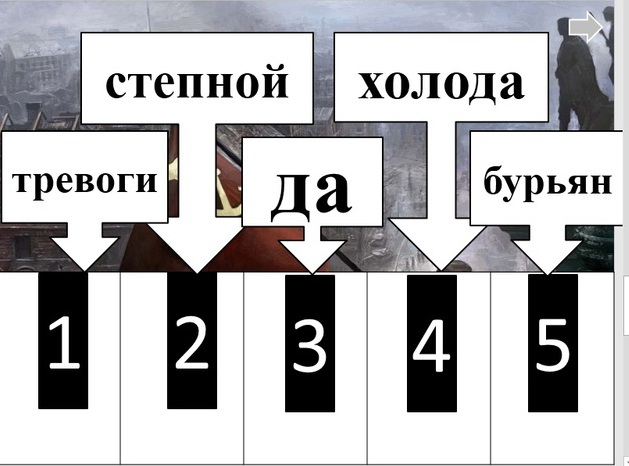 степной
холода
тревоги
да
бурьян
1
2
3
4
5